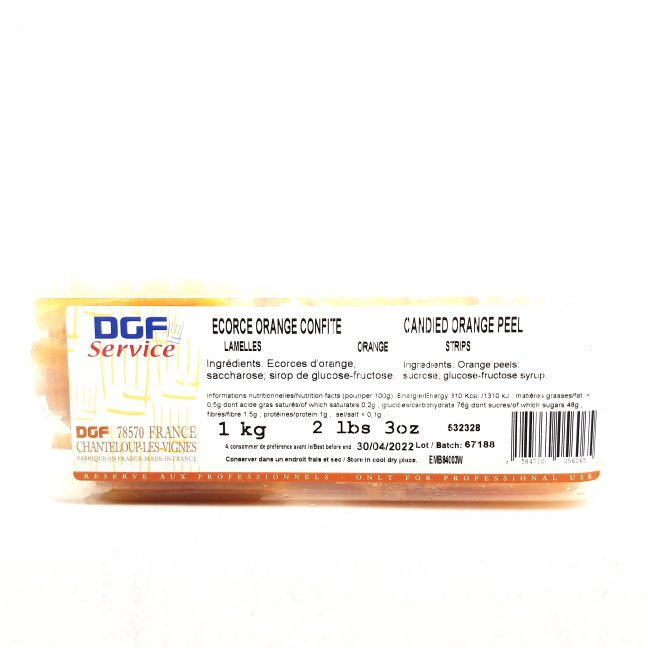 DGF
Service
DGF 78570 FRANCE
CHANTELOUP-LES-VIGNES
FABRIQUÉ EN FRANCE-MADE IN FRANCE
ECORCE ORANGE CONFITE
LAMELLES ORANGE
Ingrédients: Ecorces d'orange,
saccharose, sirop de glucose-fructose.
CANDIED ORANGE PEEL
STRIPS
Ingredients: Orange peels,
sucrose, glucose-fructose syrup.
Informations nutritionnelles/Nutrition facts (pour/per 100g): Energie/Energy 310 Kcal /1310 kJ , matières grasses/fat: <
0,5g dont acide gras saturés/of which saturates 0,2g , glucides/carbohydrate 76g dont sucres/of which sugars 48g ,
fibres/fibre 1.5g , protéines/protein 1g , sel/salt < 0,1g
1 kg 2 lbs 3oz 532328
A consommer de préférence avant le/Best before end 30/04/2022 Lot / Batch: 67188
Conserver dans un endroit frais et sec / Store in cool dry place. EMB84003W
RESERVE AUX PROFESSIONNELS - ONLY FOR PROFESSIONAL USE